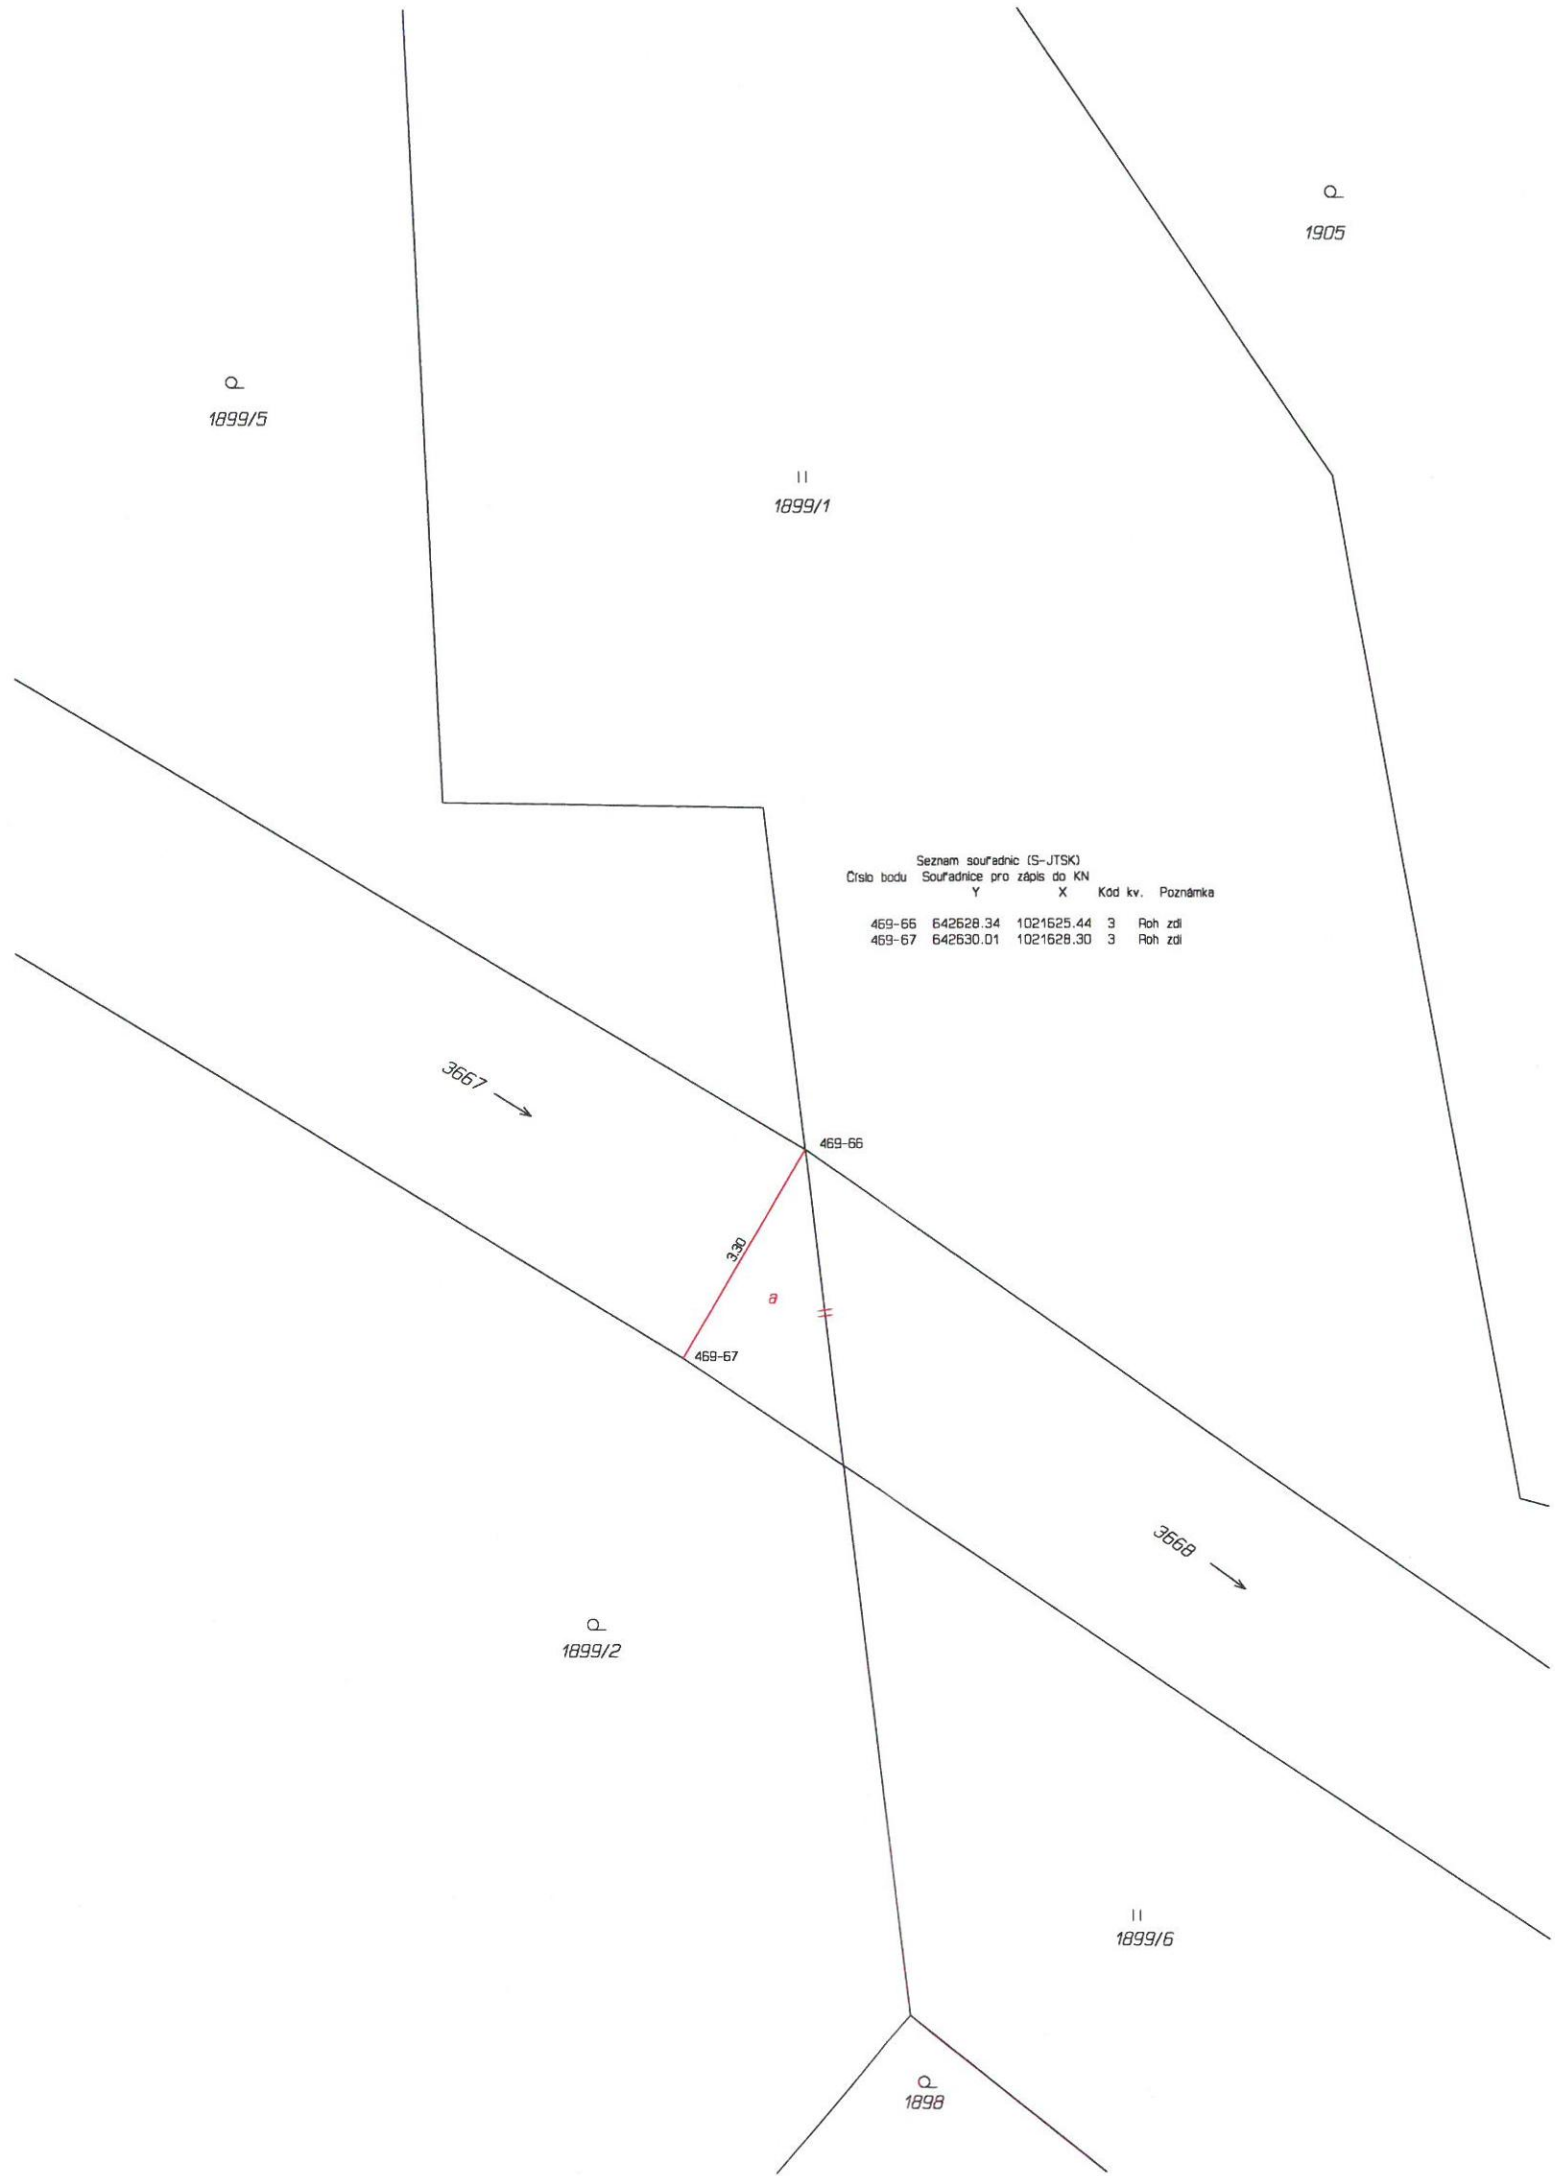 1905
1899/5
1899/1
Seznam souřadnic (S-JTSK)
Číslo bodu Souřadnice pro zápis do KN
Y X Kód kv. Poznámka
469-66 642628.34 1021625.44 3 Roh zdi
469-67 642630.01 1021628.30 3 Roh zdi
3667
469-66
3.30
a
469-67
3668
1899/2
1899/6
1898